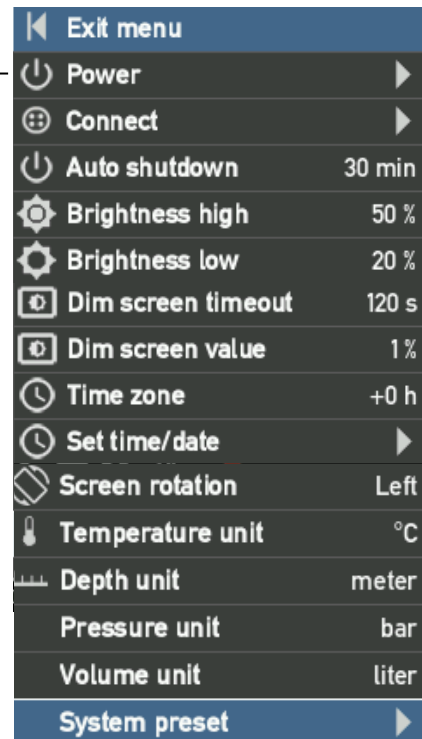 Exit menu
Power
Connect
Auto shutdown 30 min
Brightness high 50 %
Brightness low 20 %
Dim screen timeout 120 s
Dim screen value 1 %
Time zone +0 h
Set time/date
Screen rotation Left
Temperature unit °C
Depth unit meter
Pressure unit bar
Volume unit liter
System preset